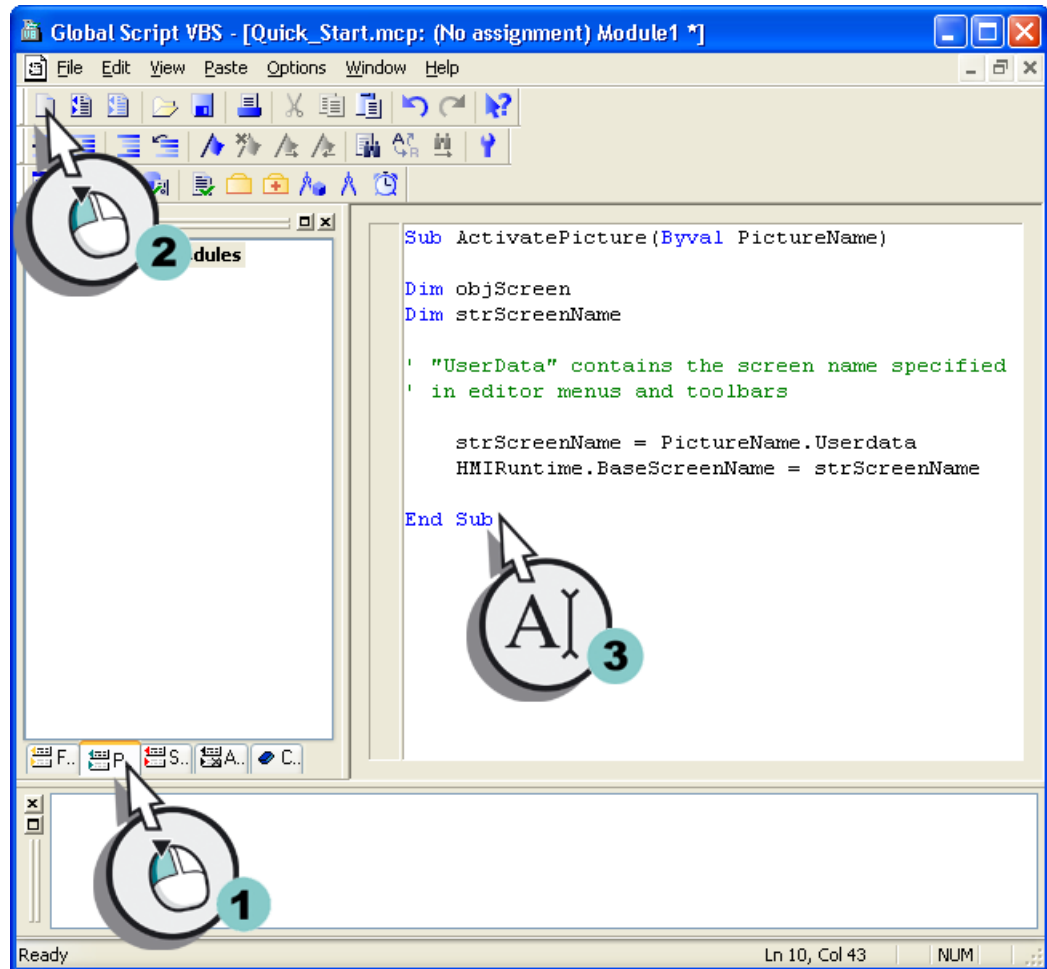 Global Script VBS - [Quick_Start.mcp: (No assignment) Module1 *]
File Edit View Paste Options Window Help
2
dules
Sub ActivatePicture(Byval PictureName)
Dim objScreen
Dim strScreenName
' "UserData" contains the screen name specified
' in editor menus and toolbars
strScreenName = PictureName.Userdata
HMIRuntime.BaseScreenName = strScreenName
End Sub
A
3
F.. P.. S.. A.. C..
1
Ready Ln 10, Col 43 NUM